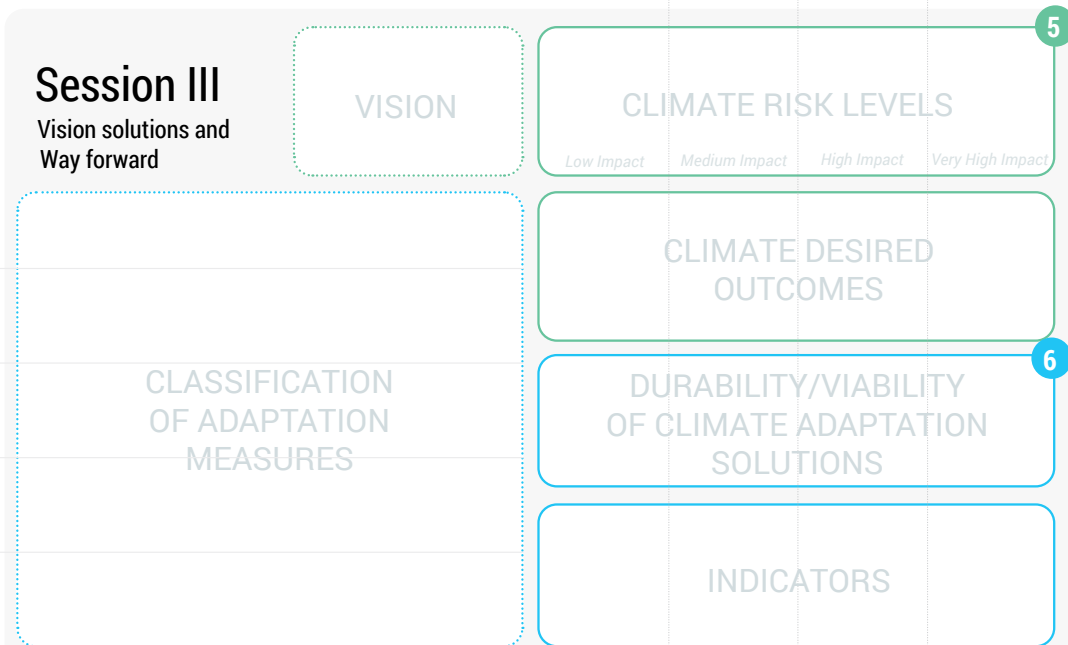 Session III
Vision solutions and
Way forward
VISION
5
CLIMATE RISK LEVELS
Low Impact Medium Impact High Impact Very High Impact
CLIMATE DESIRED
OUTCOMES
CLASSIFICATION
OF ADAPTATION
MEASURES
6
DURABILITY/VIABILITY
OF CLIMATE ADAPTATION
SOLUTIONS
INDICATORS